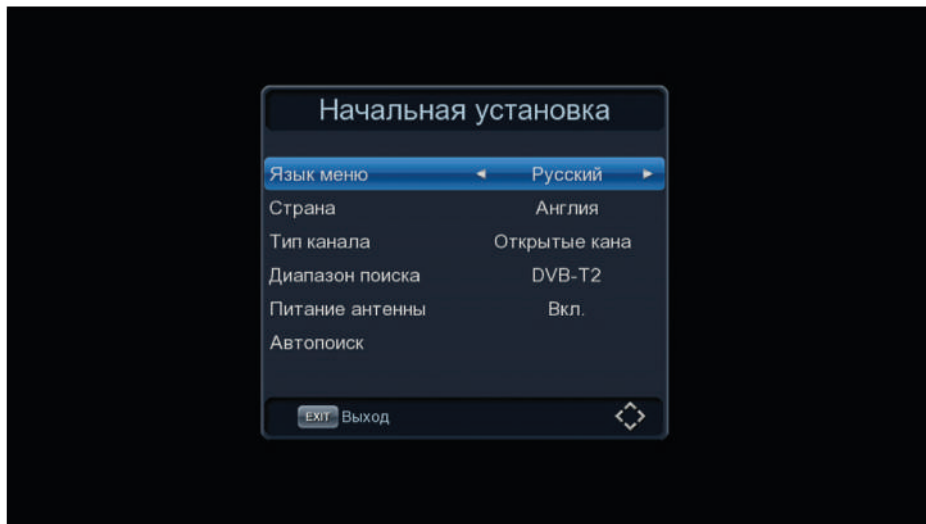 Начальная установка
Язык меню Русский
Страна Англия
Тип канала Открытые кана
Диапазон поиска DVB-T2
Питание антенны Вкл.
Автопоиск
EXIT Выход